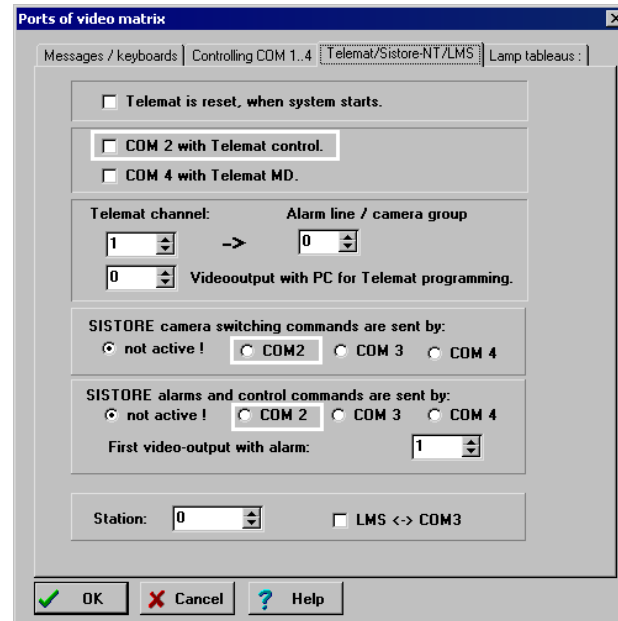 Ports of video matrix
Messages / keyboards Controlling COM 1..4 Telemat/Sistore-NT/LMS Lamp tableaus :
Telemat is reset, when system starts.
COM 2 with Telemat control.
COM 4 with Telemat MD.
Telemat channel: Alarm line / camera group
1 -> 0
0 Videooutput with PC for Telemat programming.
SISTORE camera switching commands are sent by:
not active ! COM2 COM 3 COM 4
SISTORE alarms and control commands are sent by:
not active ! COM 2 COM 3 COM 4
First video-output with alarm: 1
Station: 0 LMS <-> COM3
OK Cancel ? Help